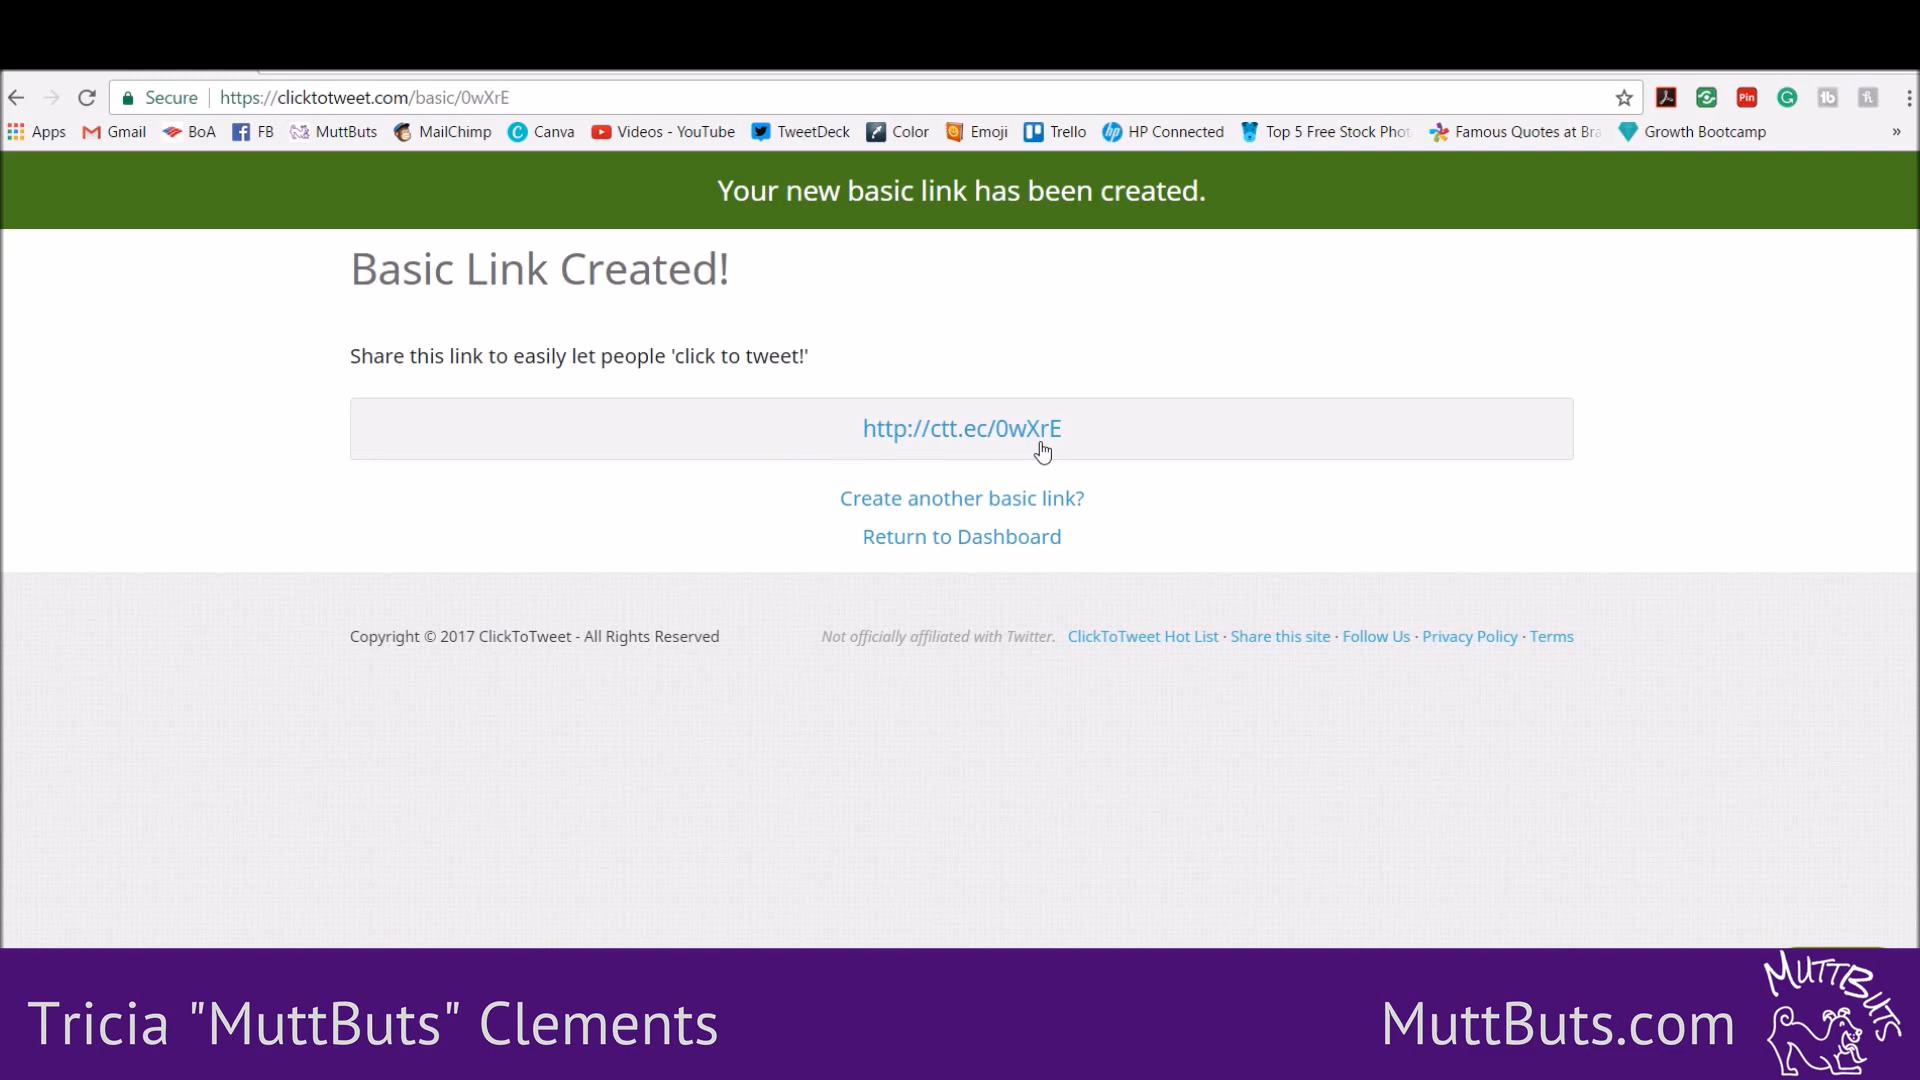 Secure https://clicktotweet.com/basic/0wXrE Pin
Apps Gmail BoA FB MuttButs MailChimp Canva Videos - YouTube TweetDeck Color Emoji Trello HP Connected Top 5 Free Stock Phot Famous Quotes at Bra Growth Bootcamp »
Your new basic link has been created.
Basic Link Created!
Share this link to easily let people 'click to tweet!'
http://ctt.ec/0wXrE
Create another basic link?
Return to Dashboard
Copyright © 2017 ClickToTweet - All Rights Reserved Not officially affiliated with Twitter. ClickToTweet Hot List · Share this site · Follow Us · Privacy Policy · Terms
Tricia "MuttButs" Clements MuttButs.com MUTTBUTS